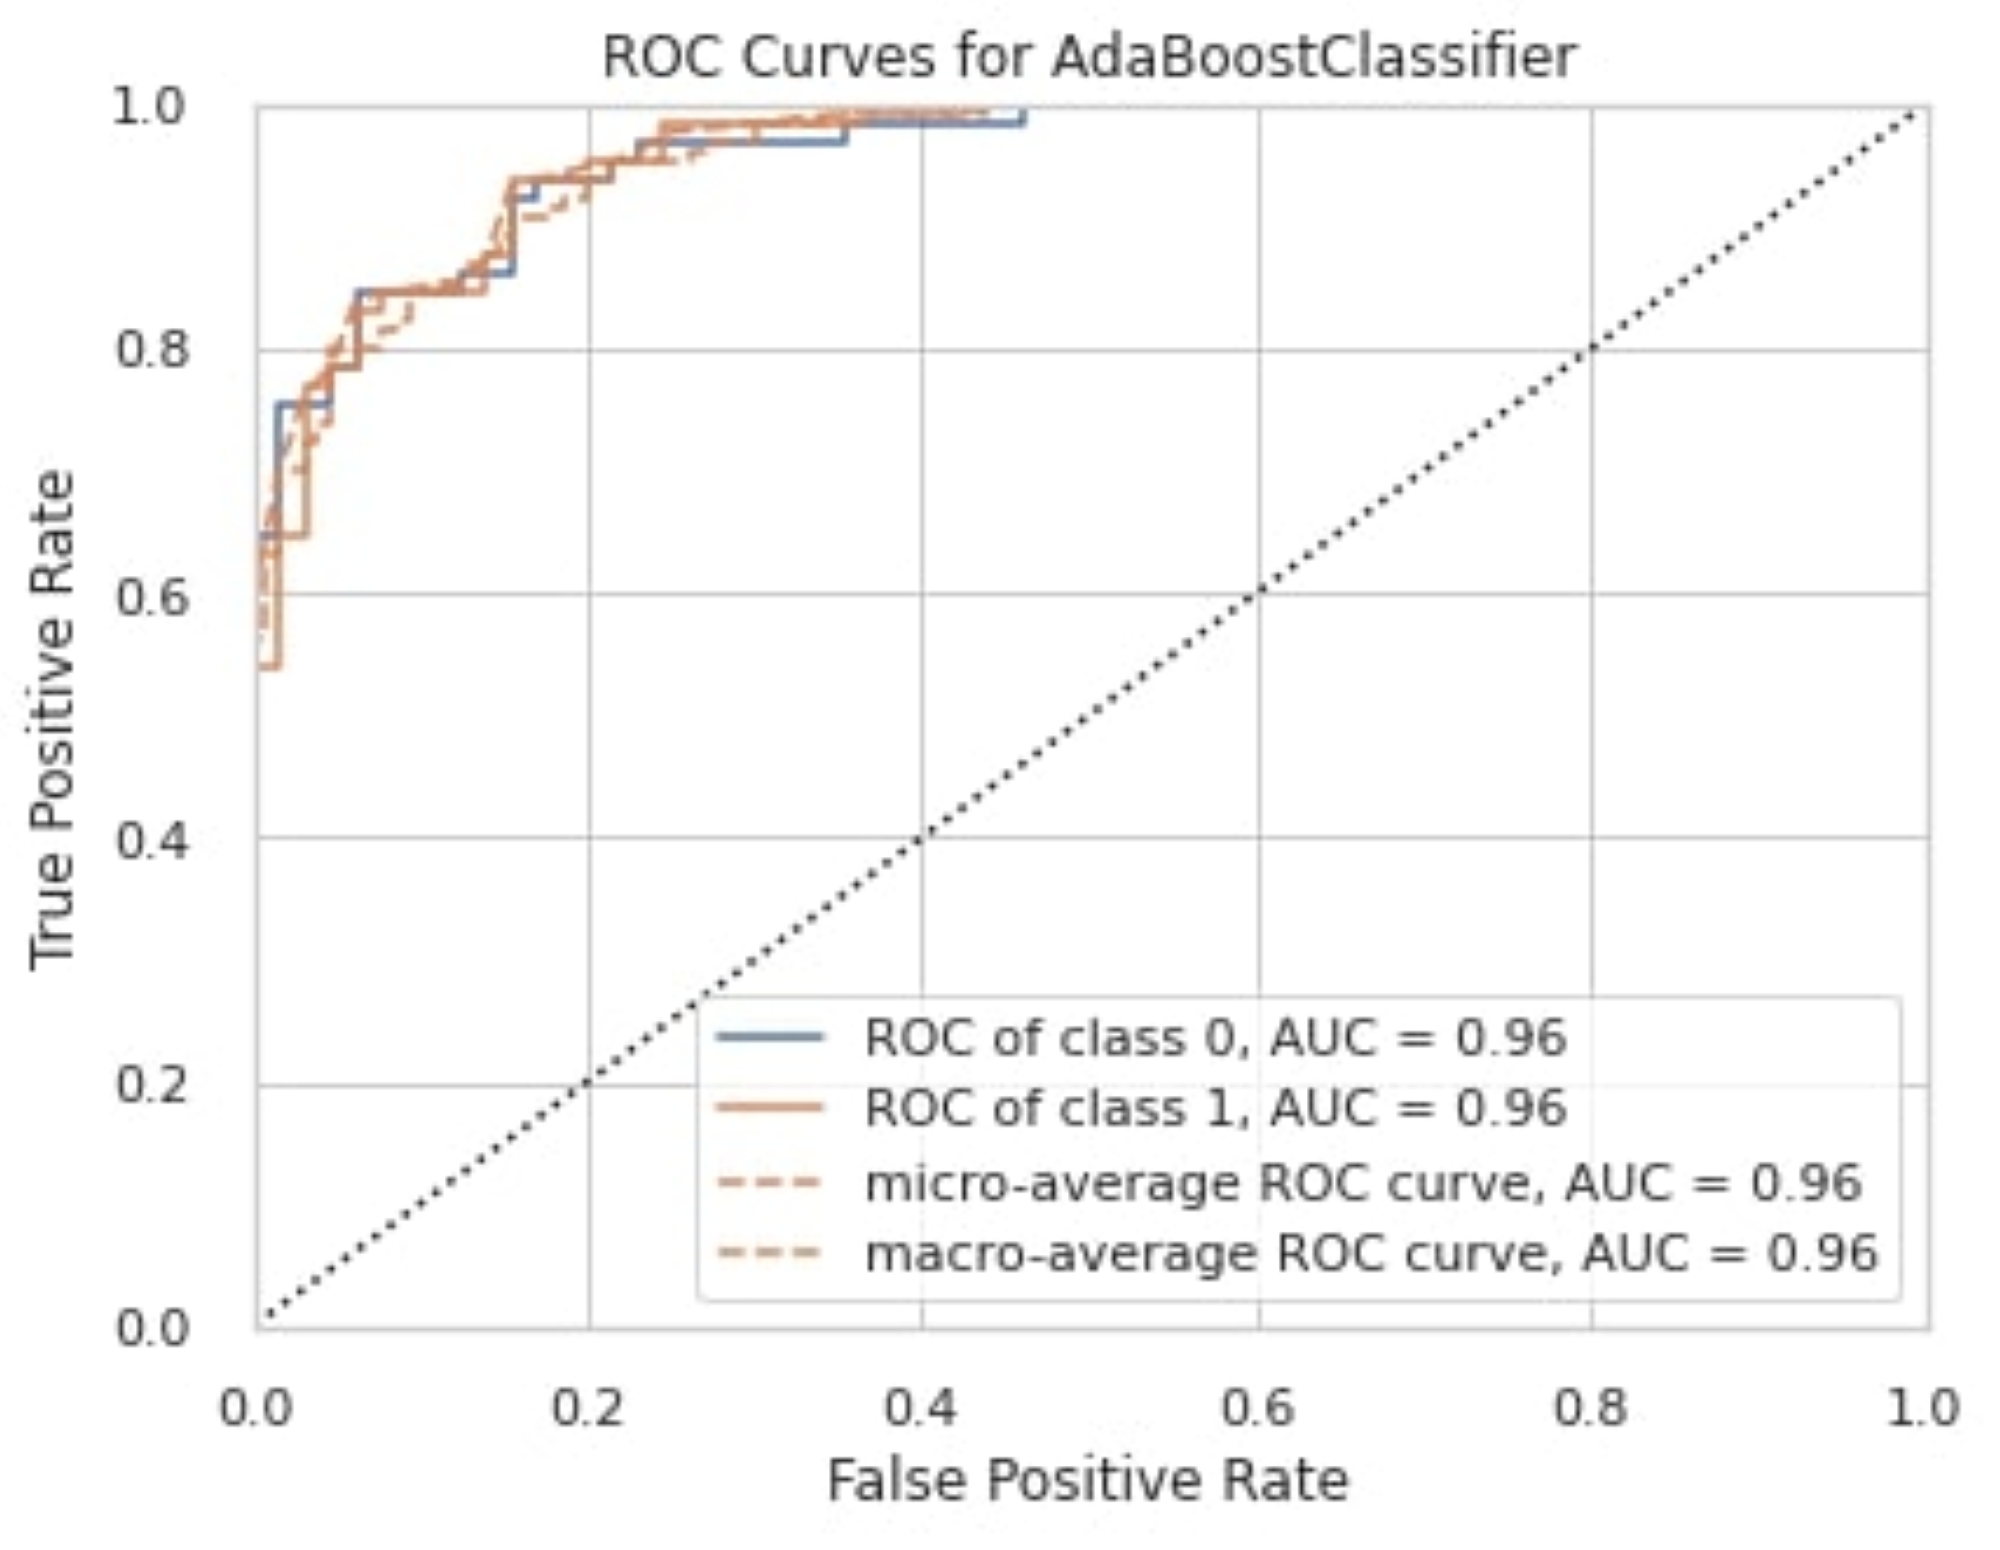 ROC Curves for AdaBoostClassifier
1.0
0.8
0.6
0.4
0.2
0.0
True Positive Rate
ROC of class 0, AUC = 0.96
ROC of class 1, AUC = 0.96
micro-average ROC curve, AUC = 0.96
macro-average ROC curve, AUC = 0.96
0.0 0.2 0.4 0.6 0.8 1.0
False Positive Rate